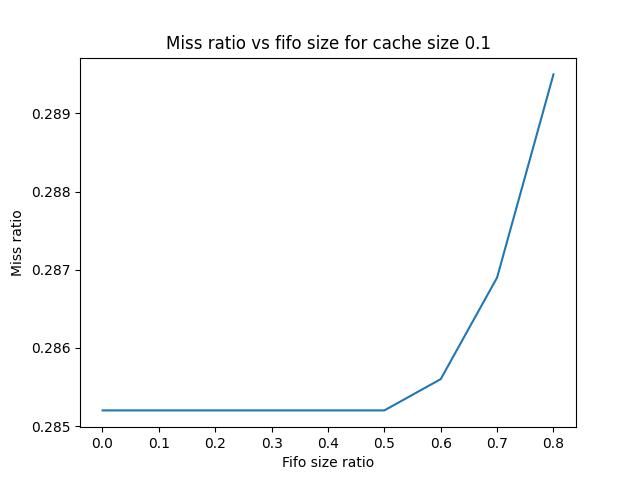 Miss ratio vs fifo size for cache size 0.1
0.289
0.288
0.287
0.286
0.285
Miss ratio
0.0 0.1 0.2 0.3 0.4 0.5 0.6 0.7 0.8
Fifo size ratio